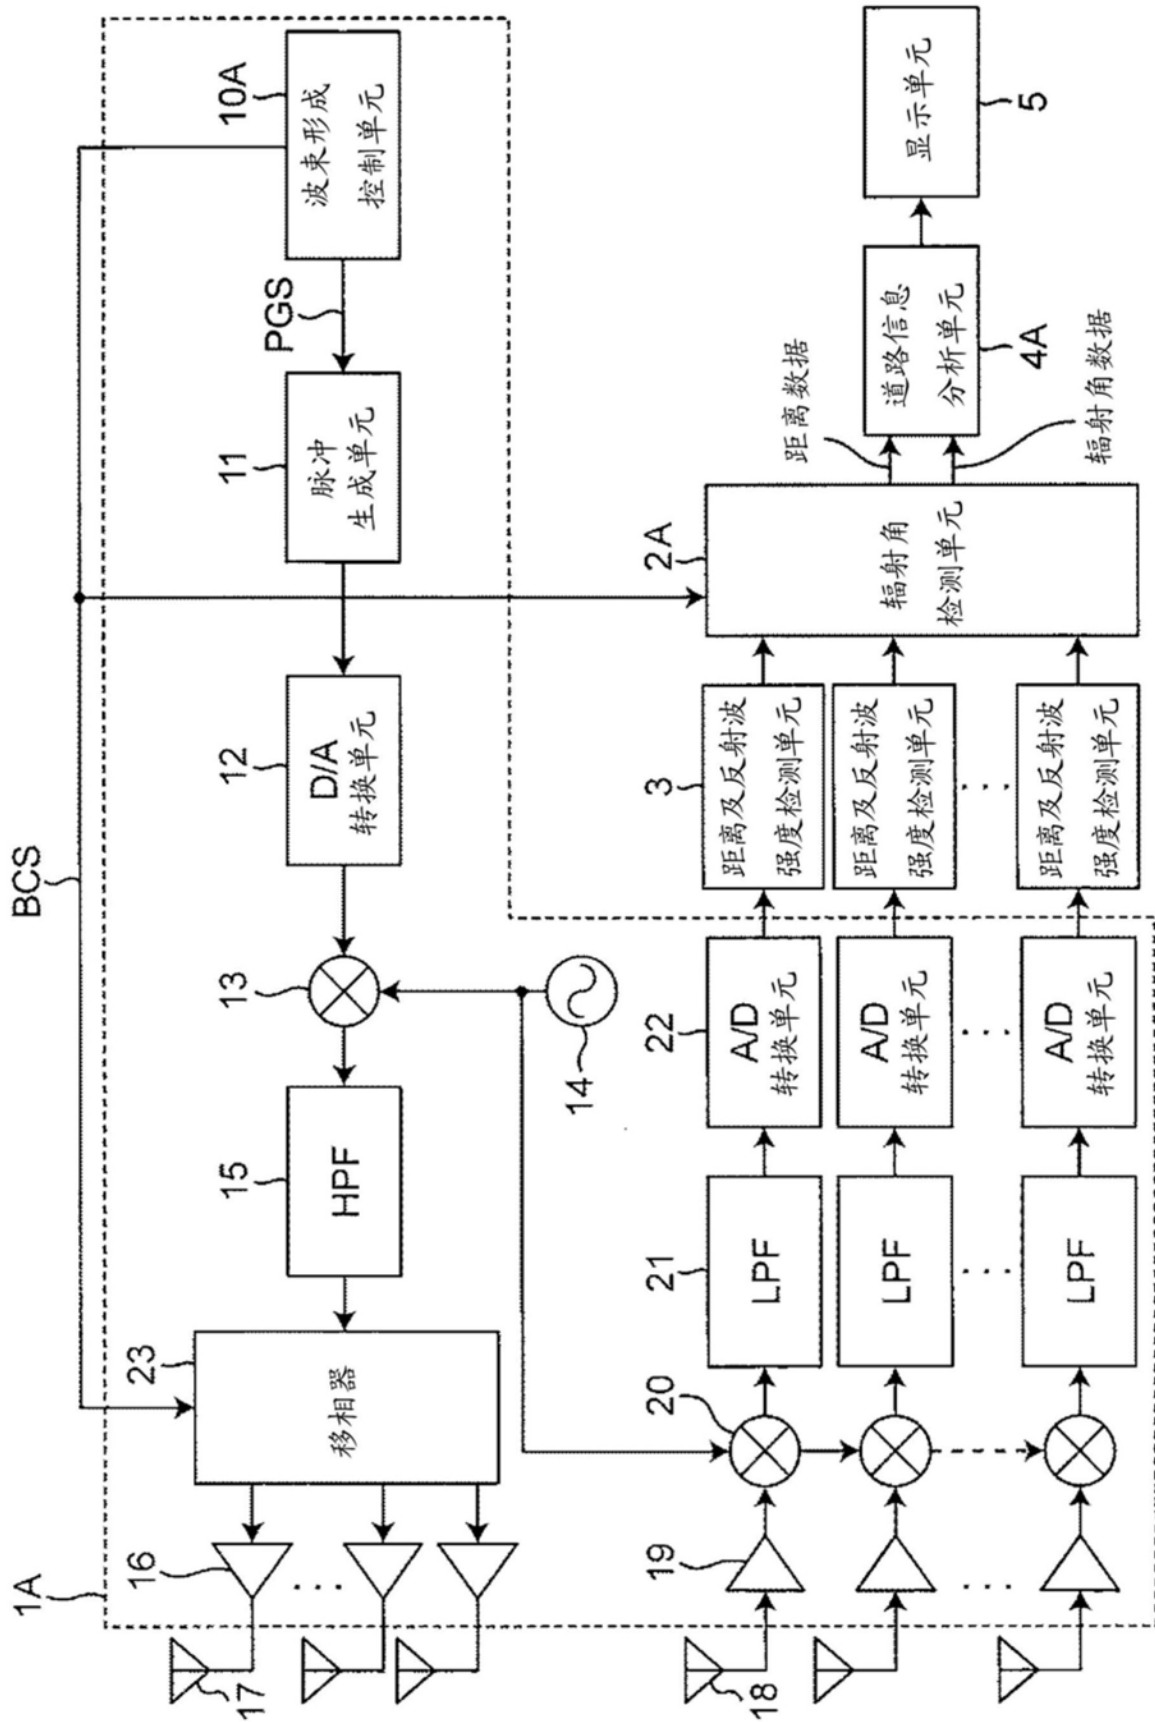 1A
BCS
10A
波束形成
控制单元
PGS
11
脉冲
生成单元
12
D/A
转换单元
13
14
15
HPF
23
移相器
16
...
17
18
19
...
20
21
LPF
LPF
...
LPF
22
A/D
转换单元
A/D
转换单元
...
A/D
转换单元
3
距离及反射波
强度检测单元
距离及反射波
强度检测单元
...
距离及反射波
强度检测单元
2A
辐射角
检测单元
距离数据
辐射角数据
道路信息
分析单元
4A
显示单元
5